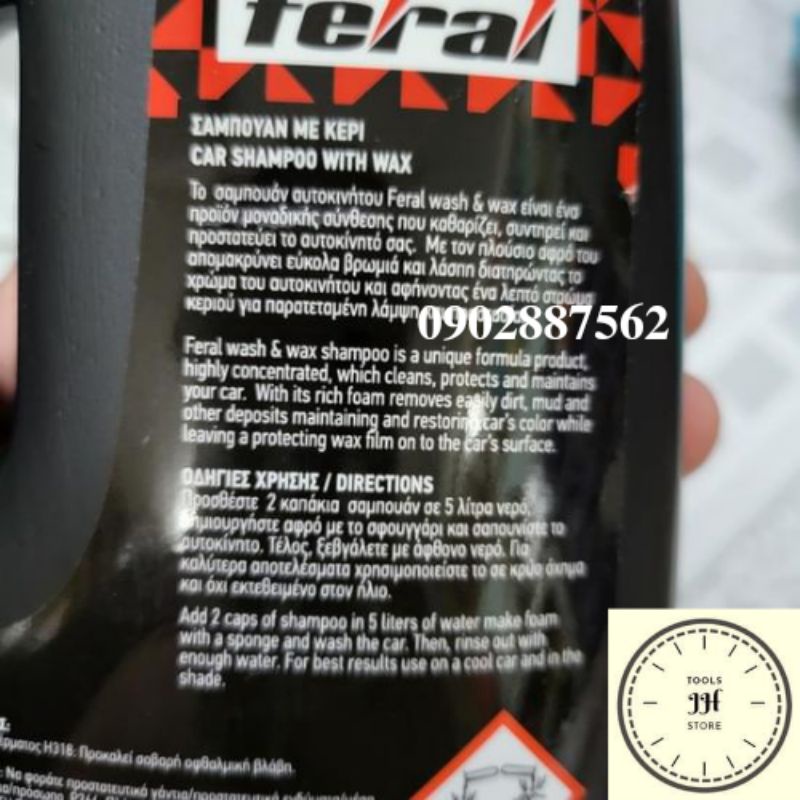 feral
ΣΑΜΠΟΥΑΝ ΜΕ ΚΕΡΙ
CAR SHAMPOO WITH WAX
Το σαμπουάν αυτοκινήτου Feral wash & wax είναι ένα
προϊόν μοναδικής σύνθεσης που καθαρίζει, συντηρεί και
προστατεύει το αυτοκίνητό σας. Με τον πλούσιο αφρό του
απομακρύνει εύκολα βρωμιά και λάσπη διατηρώντας το
χρώμα του αυτοκινήτου και αφήνοντας ένα λεπτό στρώμα
κεριού για παρατεταμένη λάμψη
0902887562
Feral wash & wax shampoo is a unique formula product,
highly concentrated, which cleans, protects and maintains
your car. With its rich foam removes easily dirt, mud and
other deposits maintaining and restoring car's color while
leaving a protecting wax film on to the car's surface.
ΟΔΗΓΙΕΣ ΧΡΗΣΗΣ / DIRECTIONS
Προσθέστε 2 καπάκια σαμπουάν σε 5 λίτρα νερό,
δημιουργήστε αφρό με το σφουγγάρι και σαπουνίστε το
αυτοκίνητο. Τέλος, ξεβγάλετε με άφθονο νερό. Για
καλύτερα αποτελέσματα χρησιμοποιείστε το σε κρύο όχημα
και όχι εκτεθειμένο στον ήλιο.
Add 2 caps of shampoo in 5 liters of water make foam
with a sponge and wash the car. Then, rinse out with
enough water. For best results use on a cool car and in the
shade.
H318. Προκαλεί σοβαρή οφθαλμική βλάβη.
Να φοράτε προστατευτικά γάντια/προστατευτικά
TOOLS
JH
STORE